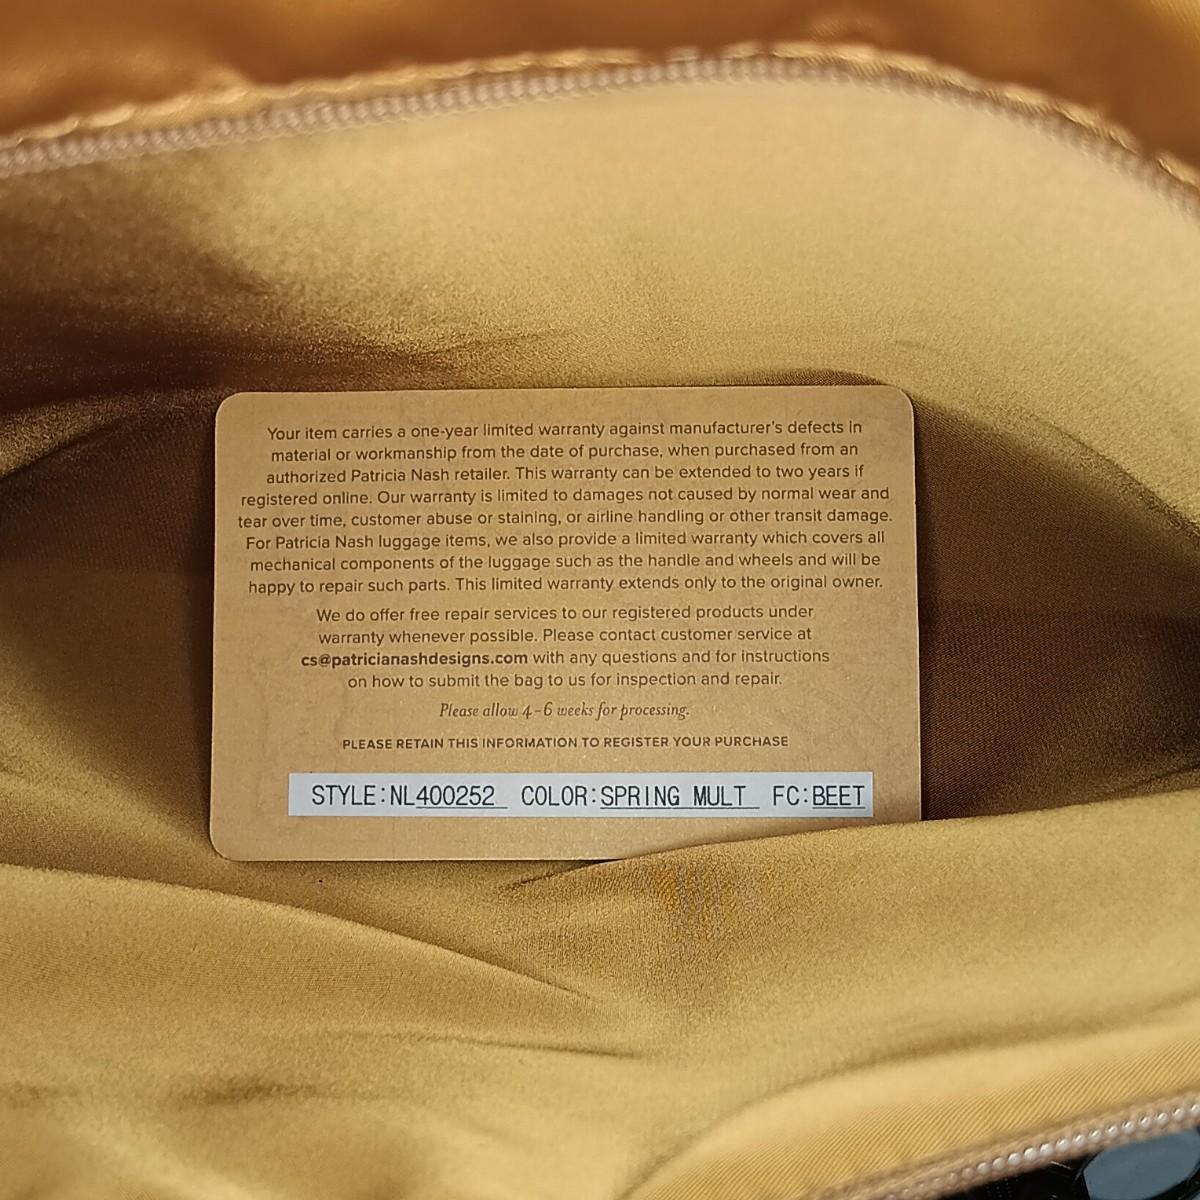 Your item carries a one-year limited warranty against manufacturer's defects in
material or workmanship from the date of purchase, when purchased from an
authorized Patricia Nash retailer. This warranty can be extended to two years if
registered online. Our warranty is limited to damages not caused by normal wear and
tear over time, customer abuse or staining, or airline handling or other transit damage.
For Patricia Nash luggage items, we also provide a limited warranty which covers all
mechanical components of the luggage such as the handle and wheels and will be
happy to repair such parts. This limited warranty extends only to the original owner.
We do offer free repair services to our registered products under
warranty whenever possible. Please contact customer service at
cs@patricianashdesigns.com with any questions and for instructions
on how to submit the bag to us for inspection and repair.
Please allow 4-6 weeks for processing.
PLEASE RETAIN THIS INFORMATION TO REGISTER YOUR PURCHASE
STYLE:NL400252 COLOR:SPRING MULT FC:BEET